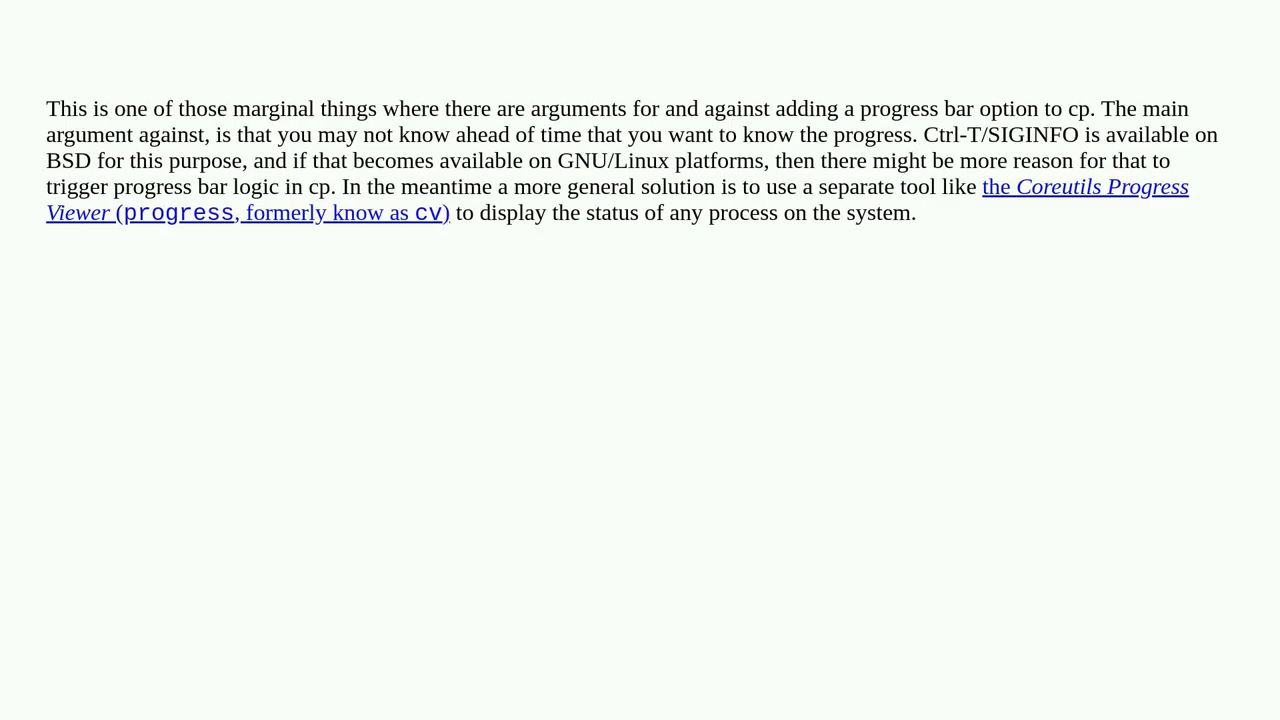 This is one of those marginal things where there are arguments for and against adding a progress bar option to cp. The main
argument against, is that you may not know ahead of time that you want to know the progress. Ctrl-T/SIGINFO is available on
BSD for this purpose, and if that becomes available on GNU/Linux platforms, then there might be more reason for that to
trigger progress bar logic in cp. In the meantime a more general solution is to use a separate tool like the Coreutils Progress
Viewer (progress, formerly know as cv) to display the status of any process on the system.